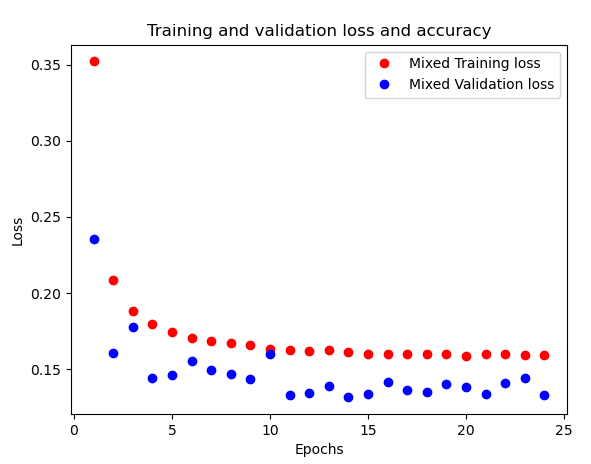 Training and validation loss and accuracy
Mixed Training loss
Mixed Validation loss
Loss
0.35
0.30
0.25
0.20
0.15
0
5
10
15
20
25
Epochs